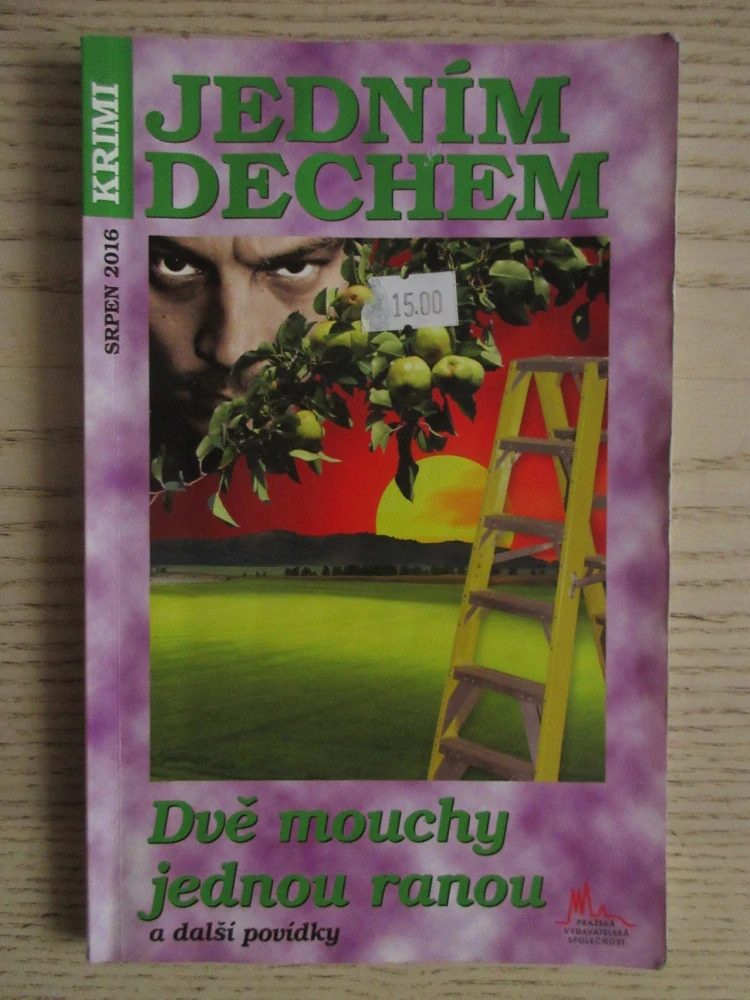 KRIMI
SRPEN 2016
JEDNÍM
DECHEM
15.00
Dvě mouchy
jednou ranou
a další povídky
PRAŽSKÁ
VYDAVATELSKÁ
SPOLEČNOST